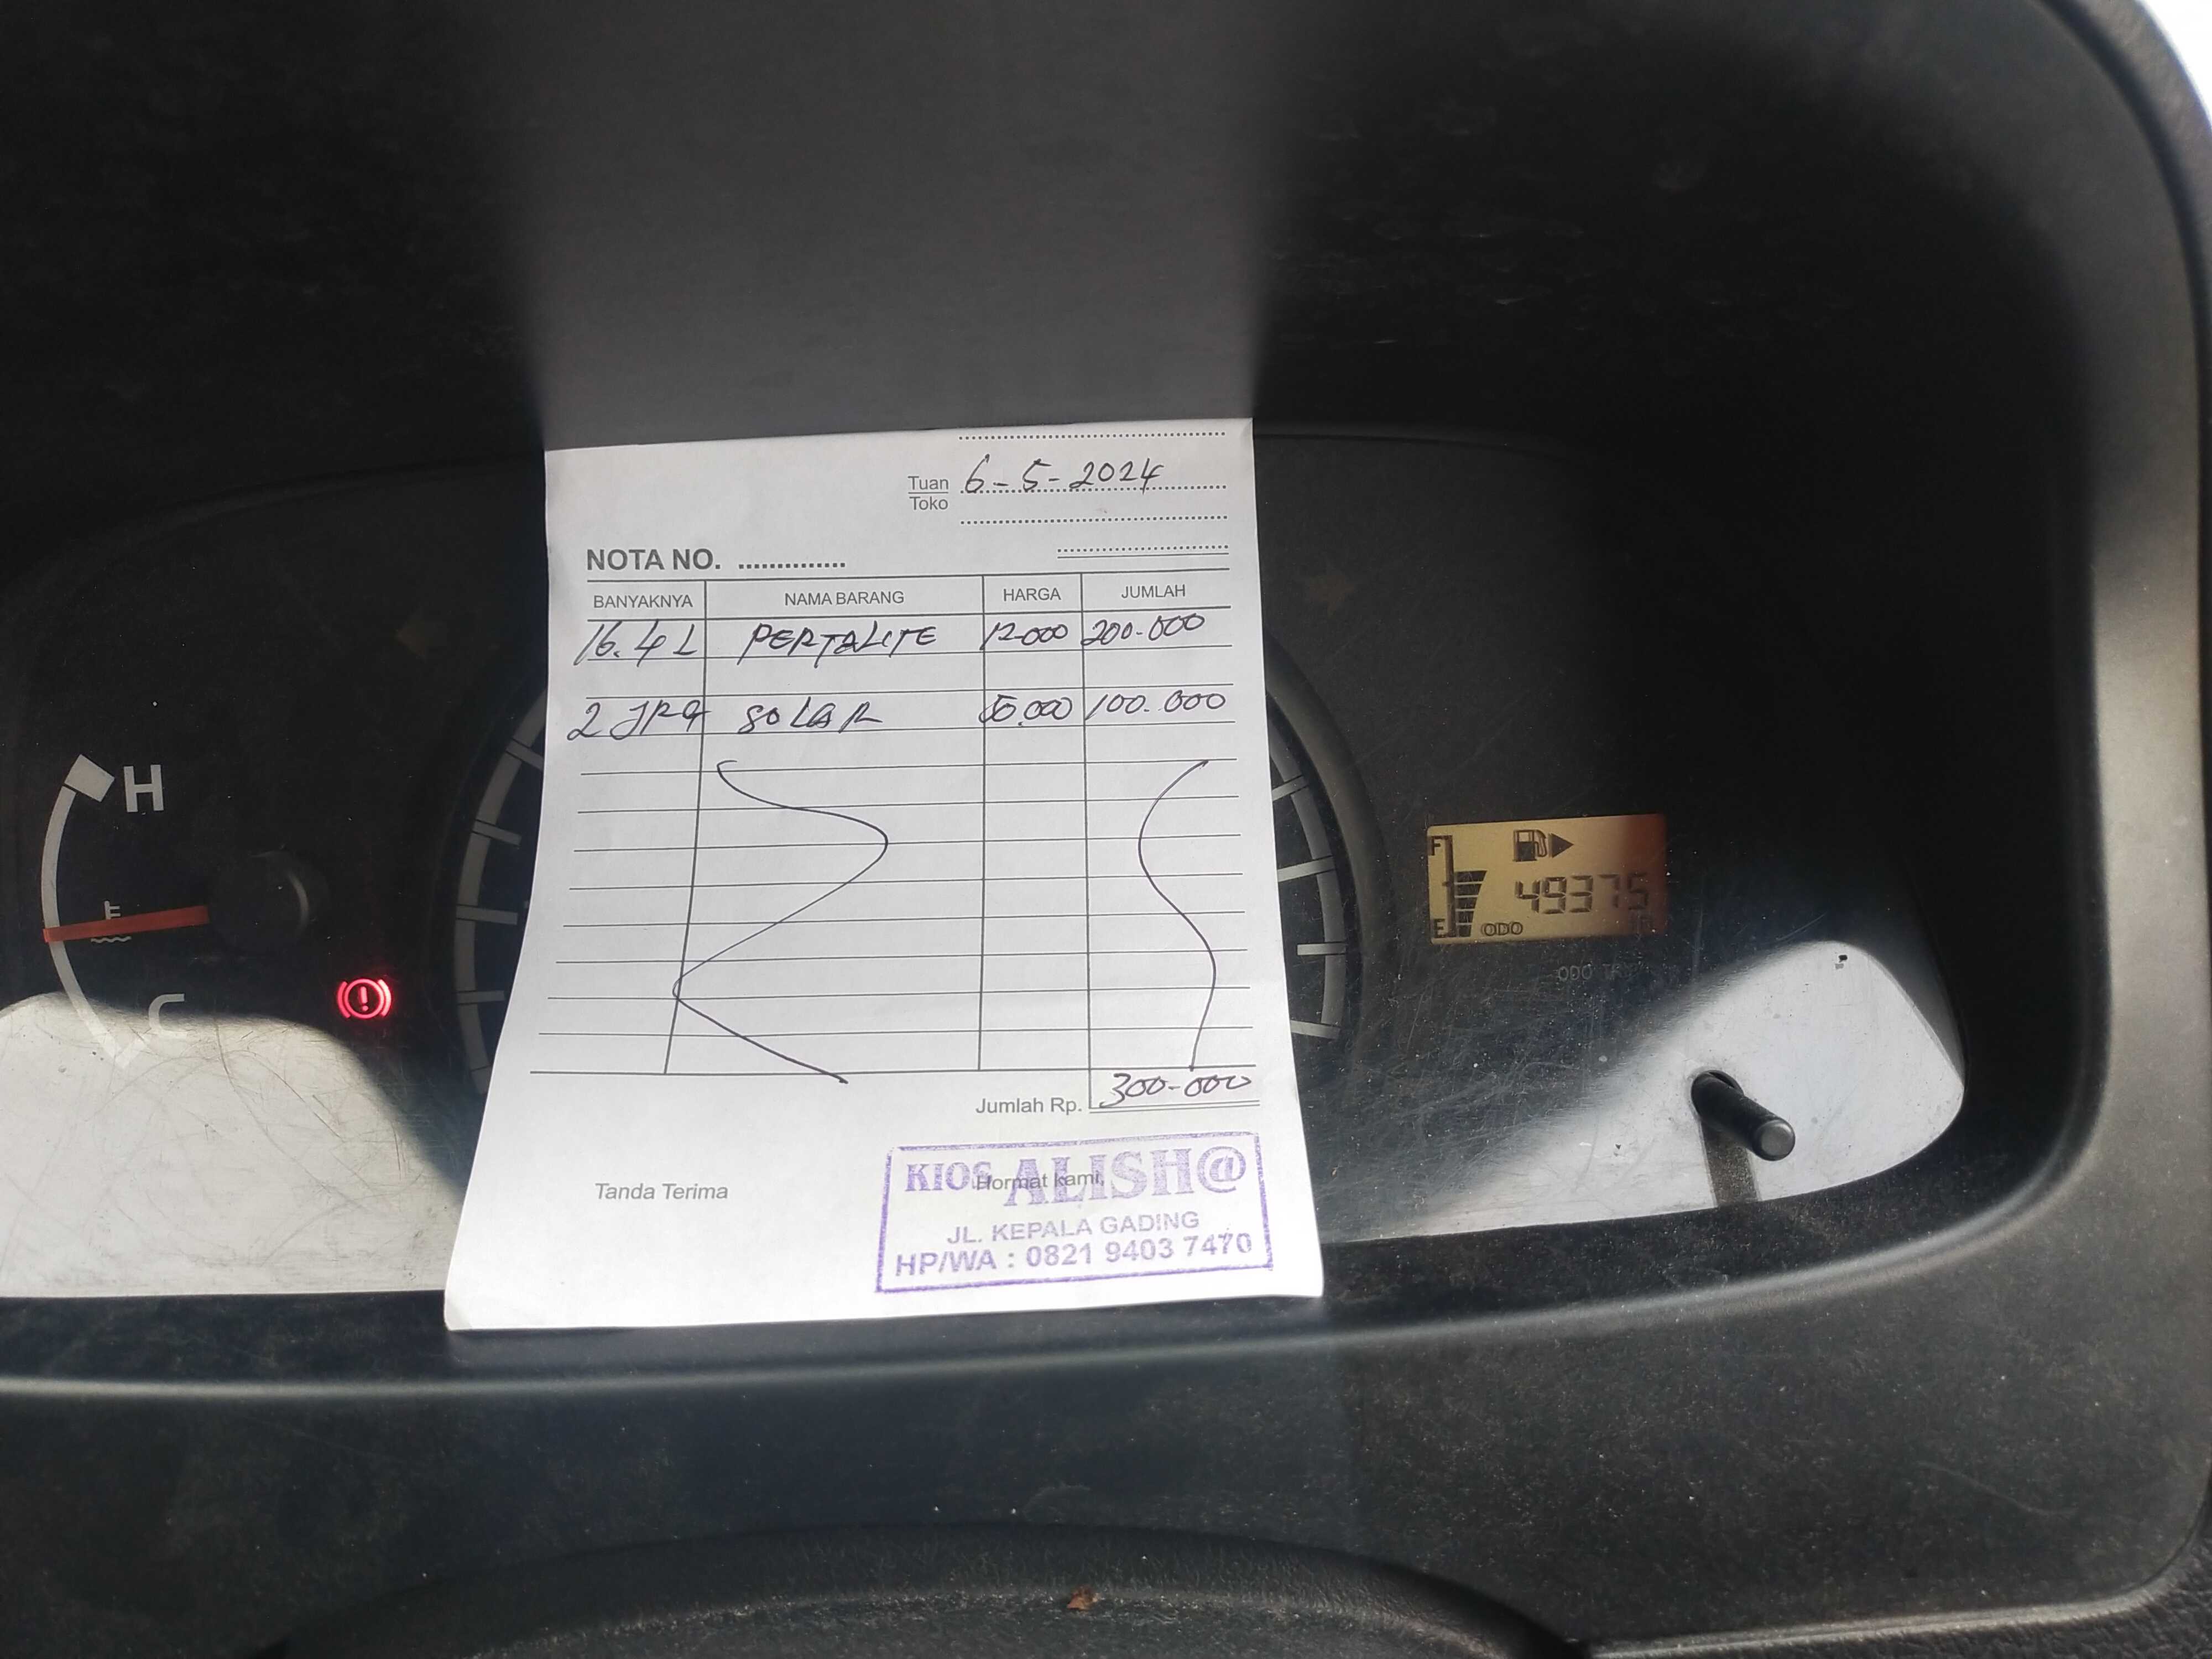 Tuan 6-5-2024
Toko
NOTA NO. ...............
BANYAKNYA NAMA BARANG HARGA JUMLAH
16.4 L PERTALITE 12.000 200-000
2 JRG SOLAR 50.000 100.000
Jumlah Rp. 300-000
Tanda Terima Hormat kami,
KIOS ALISH@
JL. KEPALA GADING
HP/WA : 0821 9403 7470
H
C
F
49375
E ODO
ODO